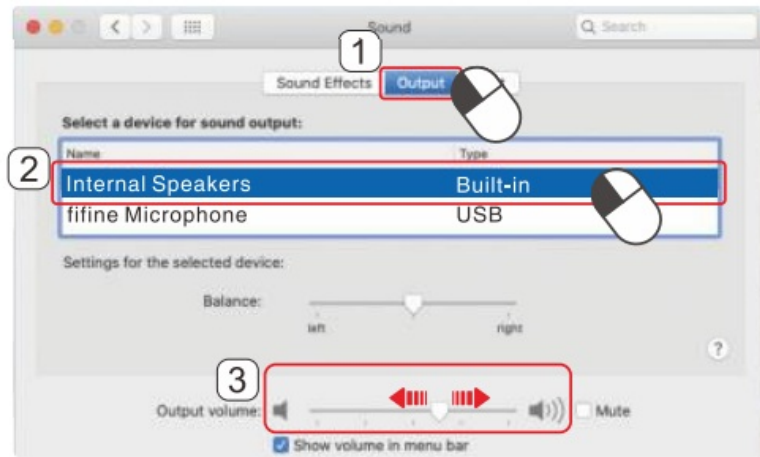 Sound
Search
1
Sound Effects Output
Select a device for sound output:
Name Type
2
Internal Speakers Built-in
fifine Microphone USB
Settings for the selected device:
Balance:
left right
?
3
Output volume: Mute
Show volume in menu bar